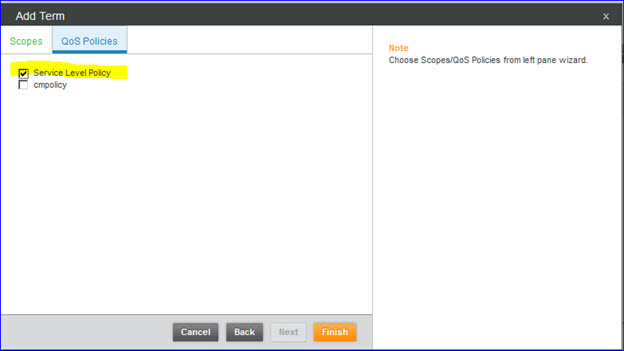 Add Term
x
Scopes
QoS Policies
Service Level Policy
cmpolicy
Note
Choose Scopes/QoS Policies from left pane wizard.
Cancel
Back
Next
Finish